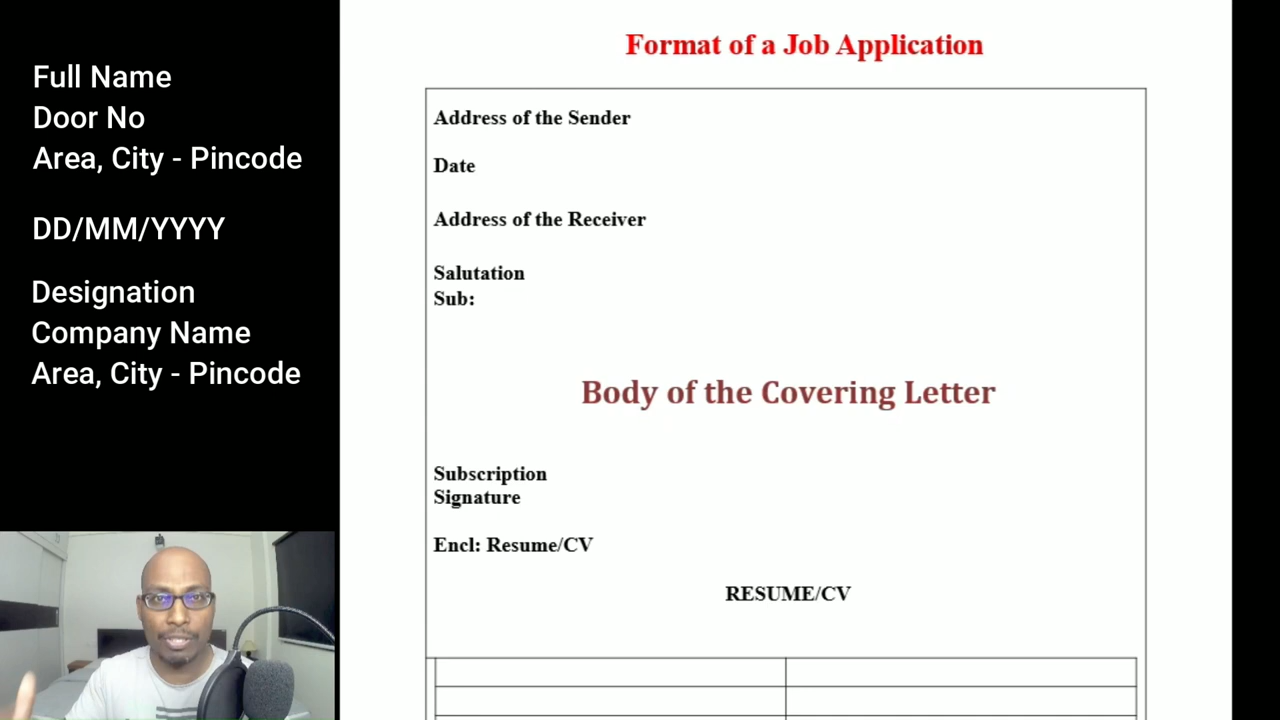 Full Name
Door No
Area, City - Pincode
DD/MM/YYYY
Designation
Company Name
Area, City - Pincode
Format of a Job Application
Address of the Sender
Date
Address of the Receiver
Salutation
Sub:
Body of the Covering Letter
Subscription
Signature
Encl: Resume/CV
RESUME/CV